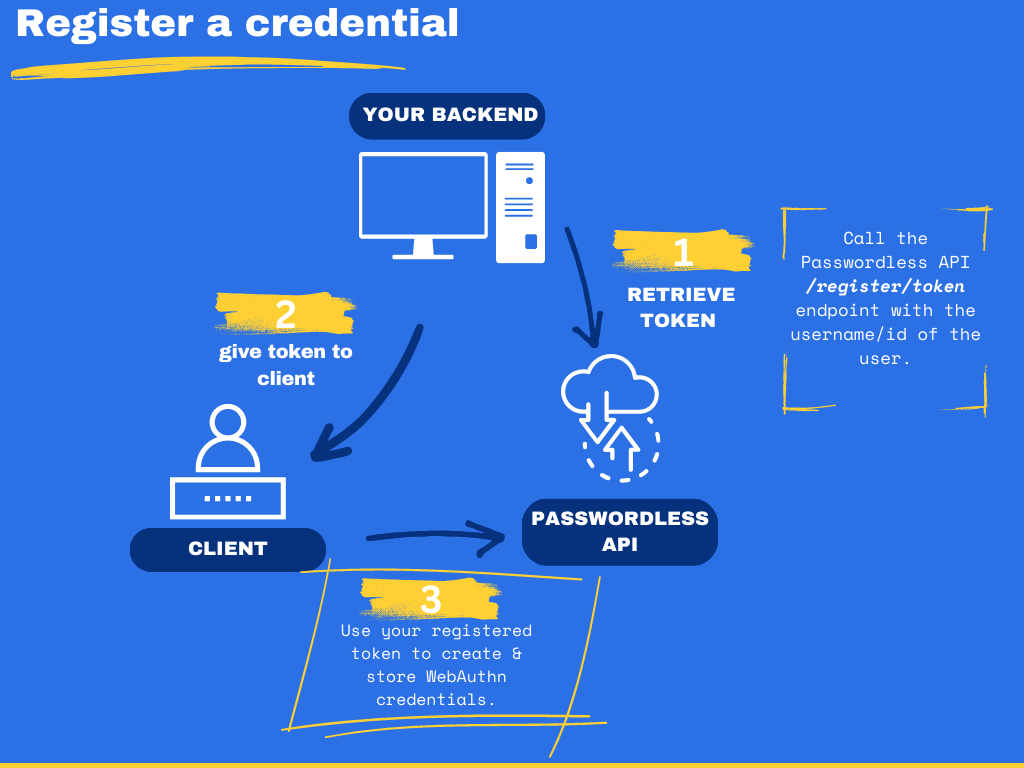 Register a credential
YOUR BACKEND
1
RETRIEVE
TOKEN
Call the
Passwordless API
/register/token
endpoint with the
username/id of the
user.
2
give token to
client
CLIENT
PASSWORDLESS
API
3
Use your registered
token to create &
store WebAuthn
credentials.